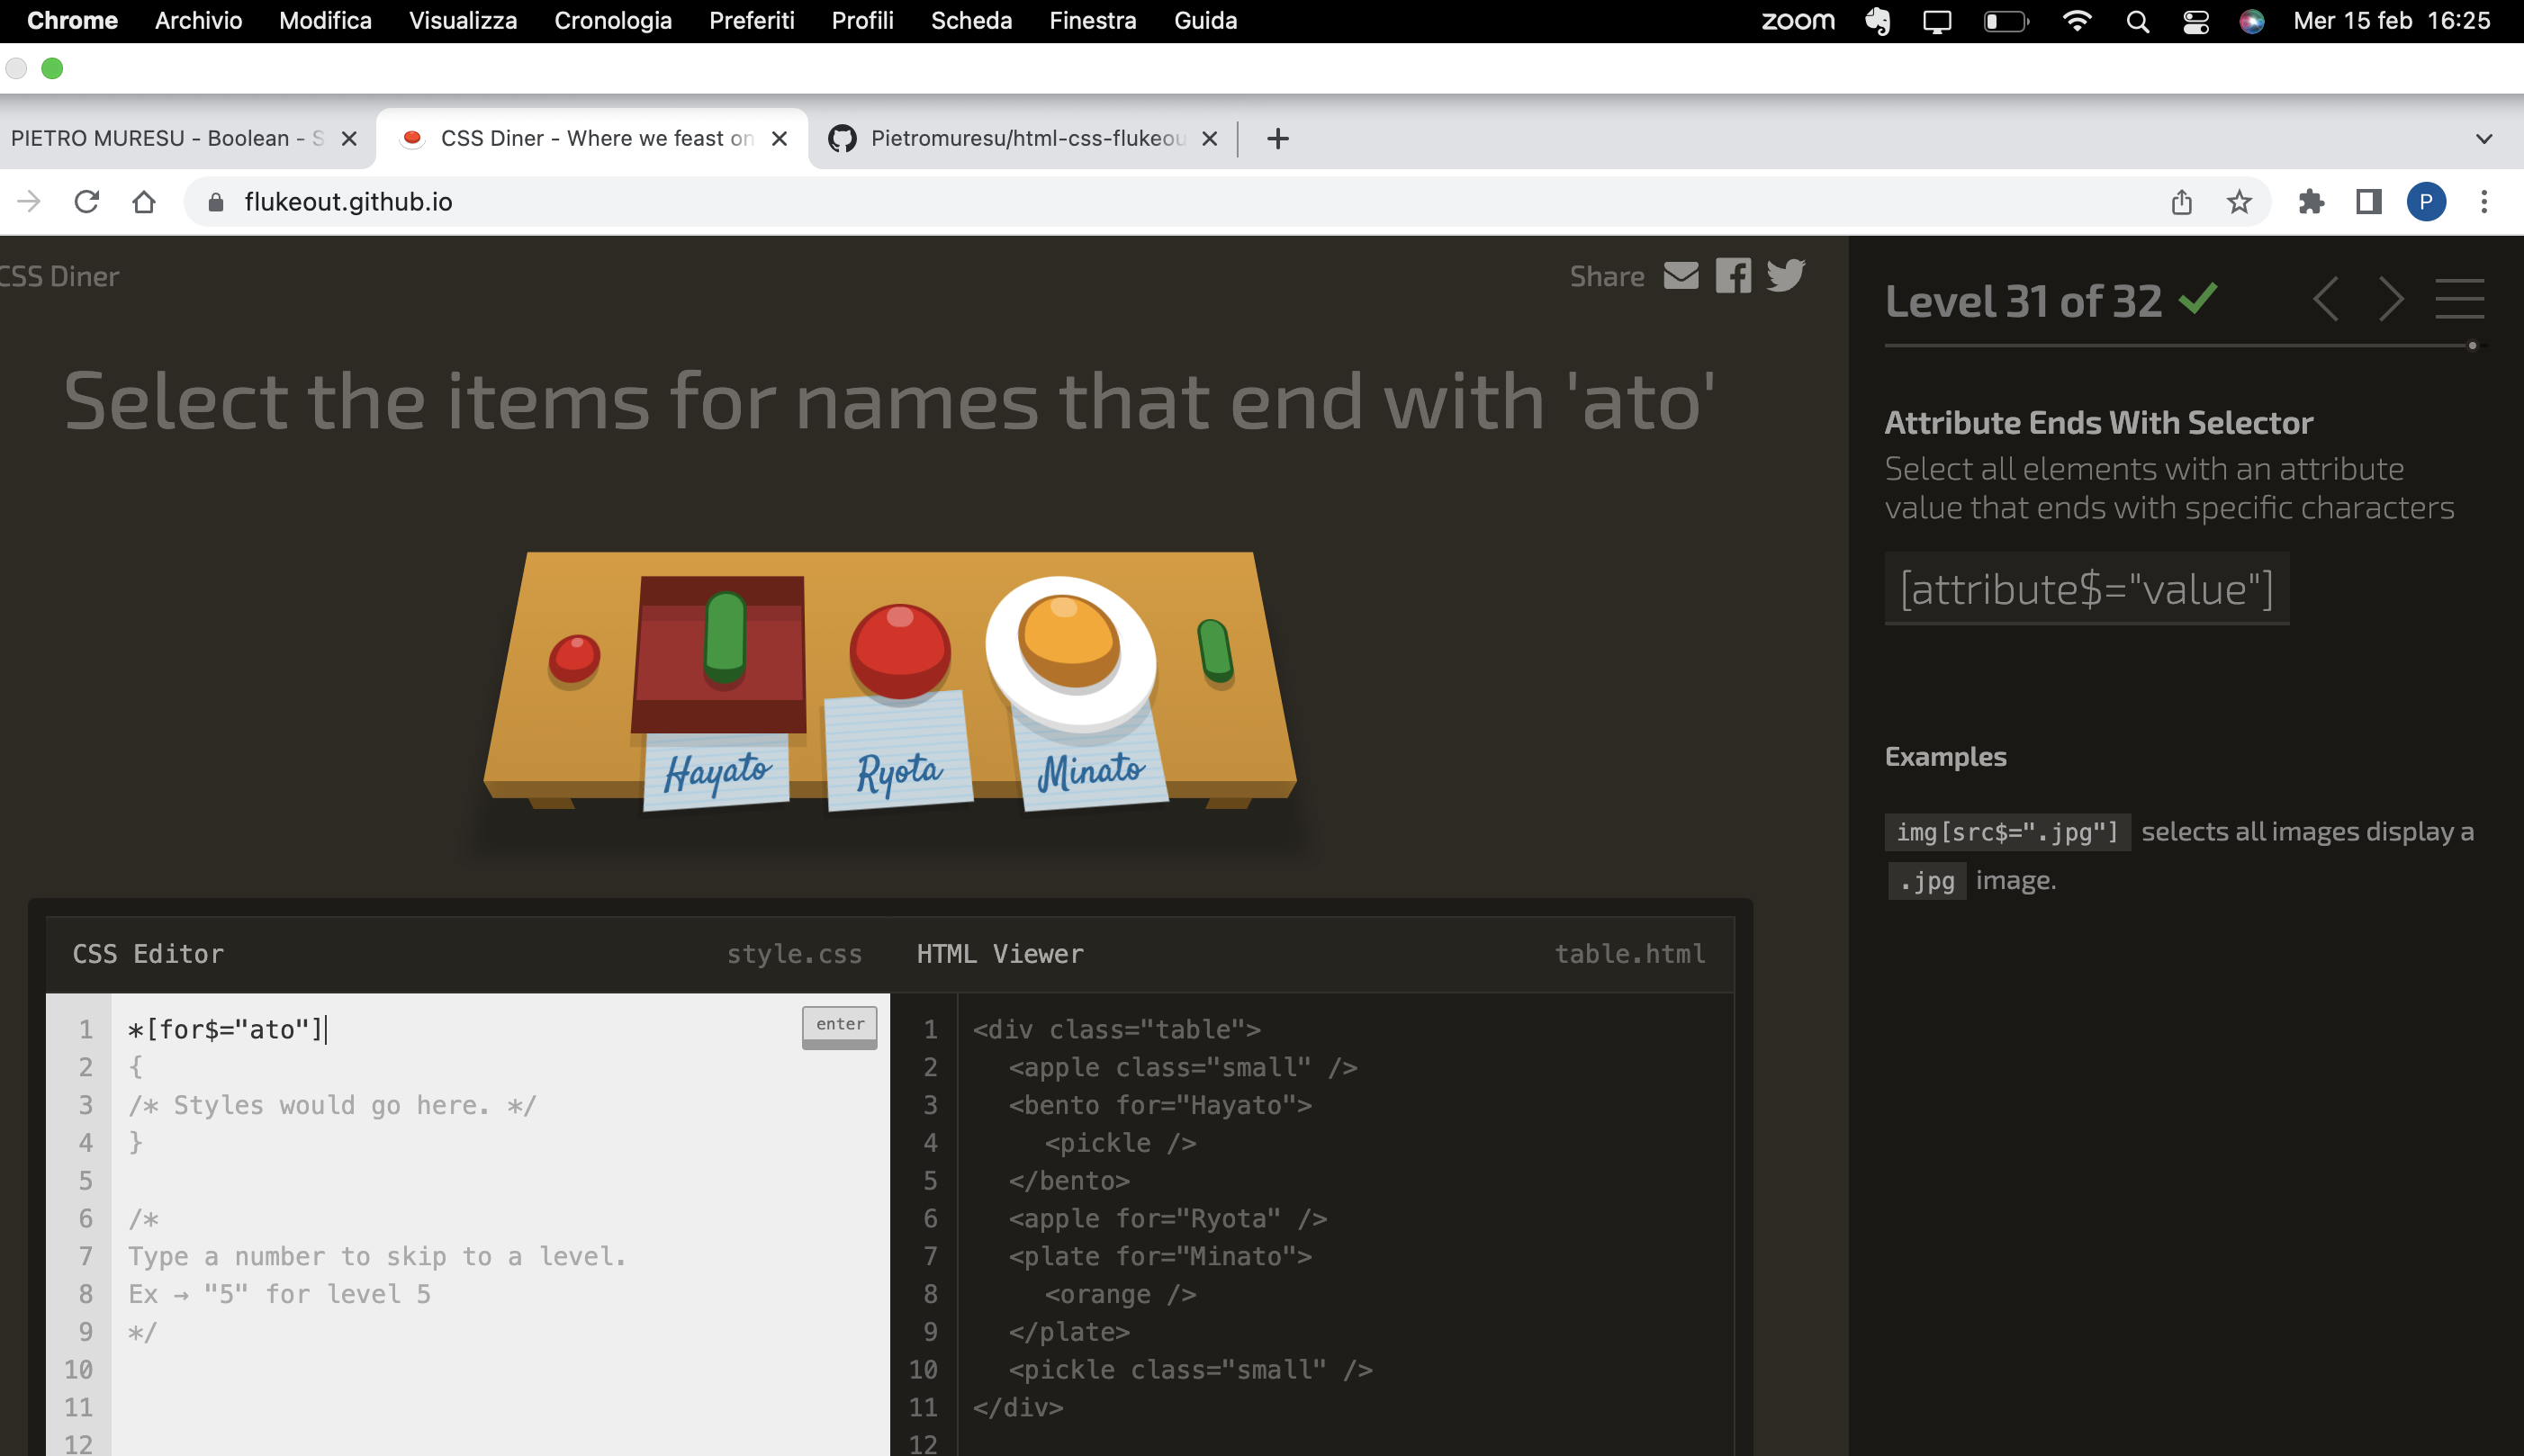 Chrome Archivio Modifica Visualizza Cronologia Preferiti Profili Scheda Finestra Guida zoom Mer 15 feb 16:25
PIETRO MURESU - Boolean - S CSS Diner - Where we feast on Pietromuresu/html-css-flukeou
flukeout.github.io P
CSS Diner Share
Level 31 of 32
Select the items for names that end with 'ato'
Attribute Ends With Selector
Select all elements with an attribute
value that ends with specific characters
[attribute$="value"]
Hayato Ryota Minato
Examples
img[src$=".jpg"] selects all images display a
.jpg image.
CSS Editor style.css
1 *[for$="ato"] enter
2 {
3 /* Styles would go here. */
4 }
5
6 /*
7 Type a number to skip to a level.
8 Ex → "5" for level 5
9 */
10
11
12
HTML Viewer table.html
1 <div class="table">
2 <apple class="small" />
3 <bento for="Hayato">
4 <pickle />
5 </bento>
6 <apple for="Ryota" />
7 <plate for="Minato">
8 <orange />
9 </plate>
10 <pickle class="small" />
11 </div>
12